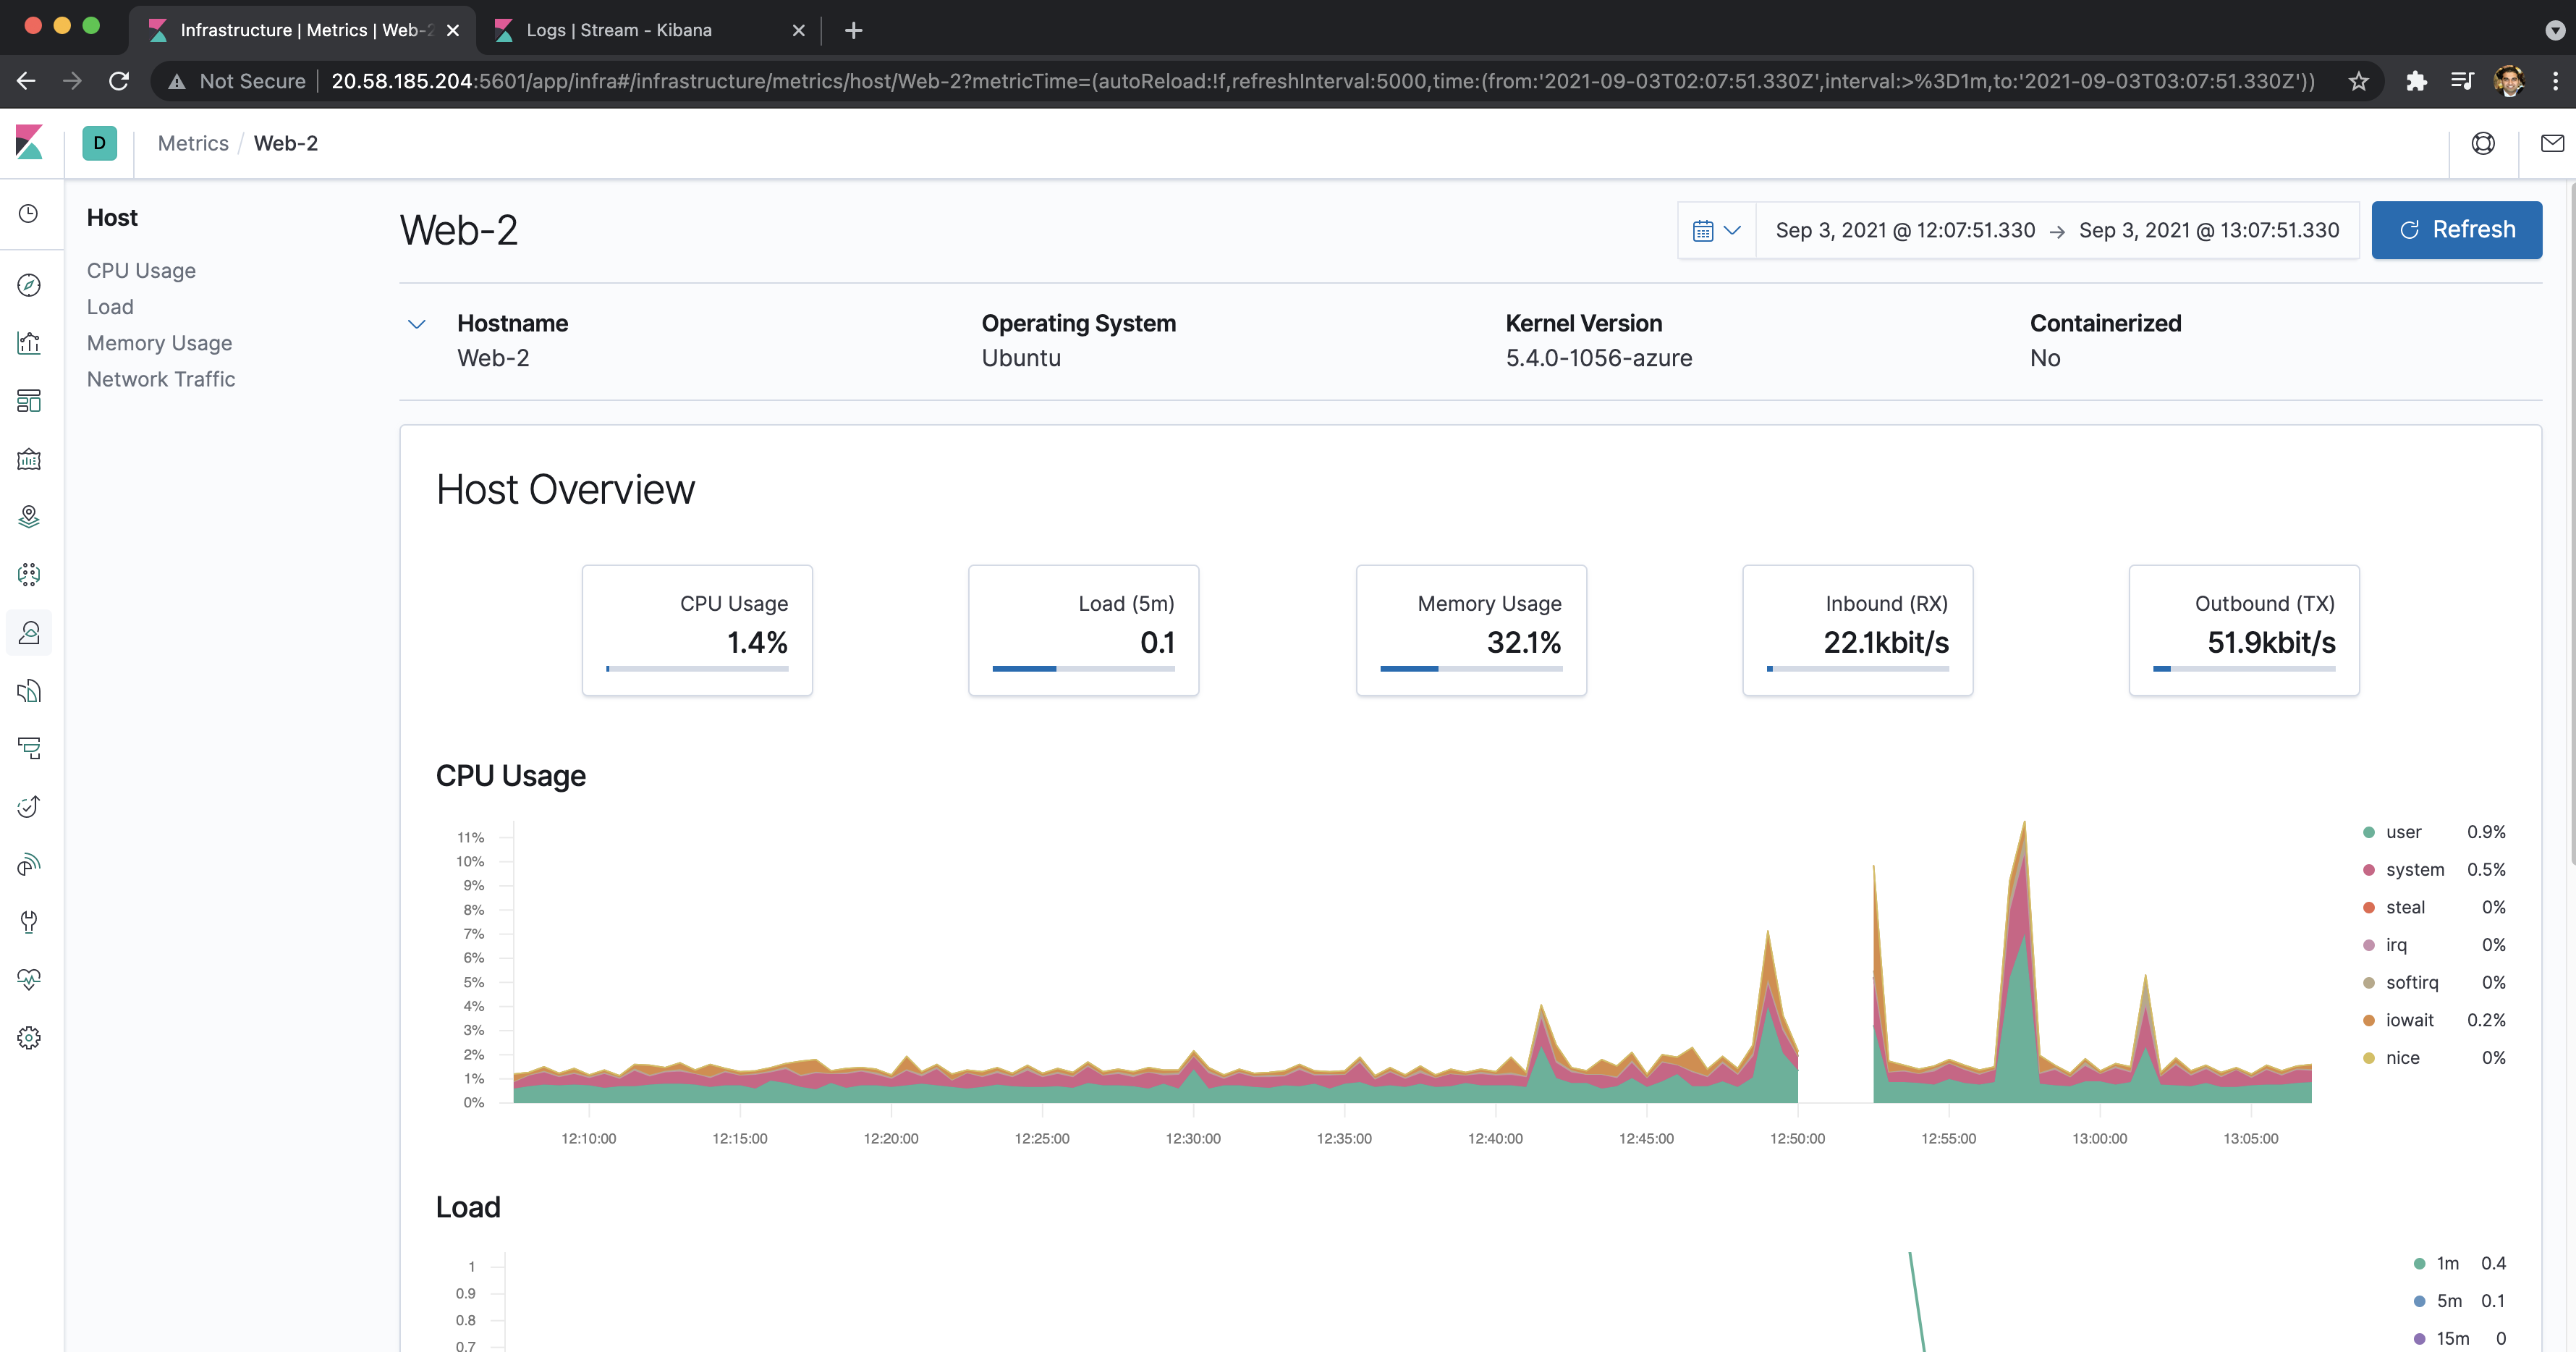 Infrastructure | Metrics | Web-2
Logs | Stream - Kibana
Not Secure 20.58.185.204:5601/app/infra#/infrastructure/metrics/host/Web-2?metricTime=(autoReload:!f,refreshInterval:5000,time:(from:'2021-09-03T02:07:51.330Z',interval:>%3D1m,to:'2021-09-03T03:07:51.330Z'))
D Metrics / Web-2
Host
CPU Usage
Load
Memory Usage
Network Traffic
Web-2
Sep 3, 2021 @ 12:07:51.330 → Sep 3, 2021 @ 13:07:51.330
Refresh
Hostname
Web-2
Operating System
Ubuntu
Kernel Version
5.4.0-1056-azure
Containerized
No
Host Overview
CPU Usage
1.4%
Load (5m)
0.1
Memory Usage
32.1%
Inbound (RX)
22.1kbit/s
Outbound (TX)
51.9kbit/s
CPU Usage
11%
10%
9%
8%
7%
6%
5%
4%
3%
2%
1%
0%
12:10:00 12:15:00 12:20:00 12:25:00 12:30:00 12:35:00 12:40:00 12:45:00 12:50:00 12:55:00 13:00:00 13:05:00
user 0.9%
system 0.5%
steal 0%
irq 0%
softirq 0%
iowait 0.2%
nice 0%
Load
1
0.9
0.8
0.7
1m 0.4
5m 0.1
15m 0